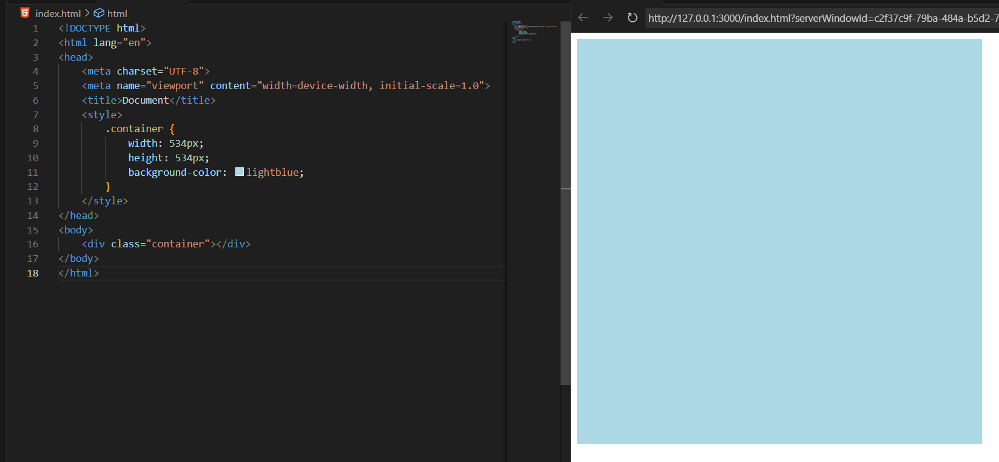 index.html > html
1 <!DOCTYPE html>
2 <html lang="en">
3 <head>
4     <meta charset="UTF-8">
5     <meta name="viewport" content="width=device-width, initial-scale=1.0">
6     <title>Document</title>
7     <style>
8         .container {
9             width: 534px;
10             height: 534px;
11             background-color: lightblue;
12         }
13     </style>
14 </head>
15 <body>
16     <div class="container"></div>
17 </body>
18 </html>
http://127.0.0.1:3000/index.html?serverWindowId=c2f37c9f-79ba-484a-b5d2-7